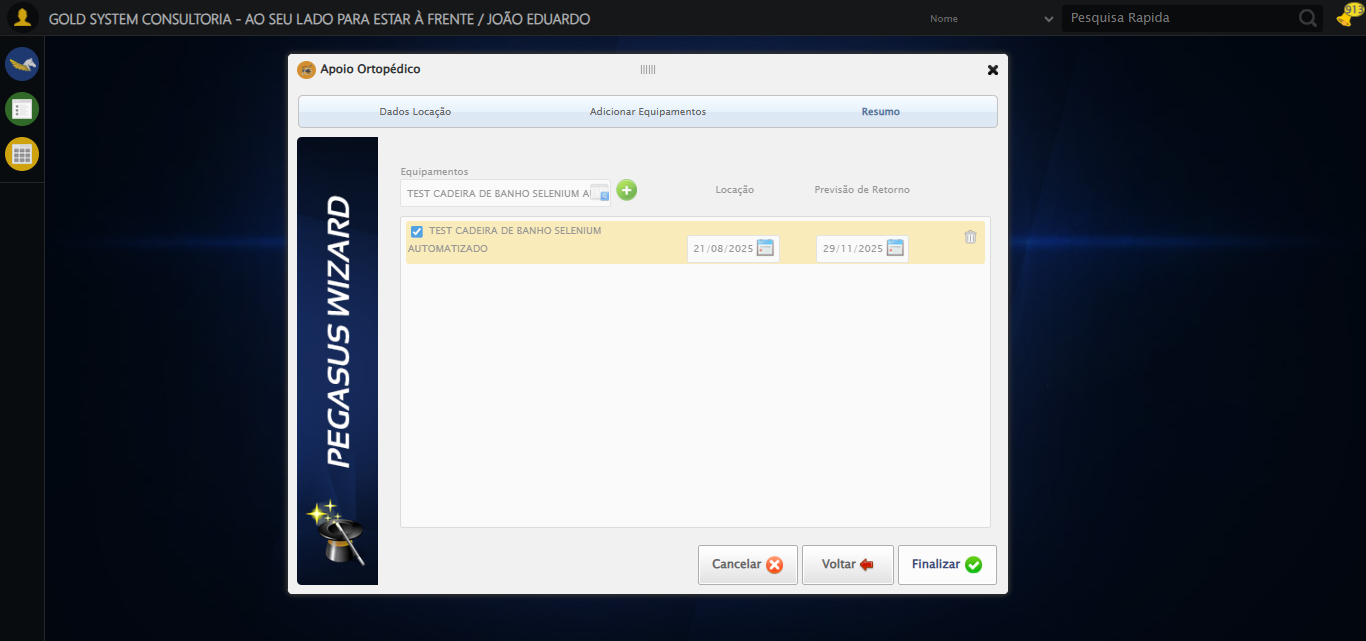 GOLD SYSTEM CONSULTORIA - AO SEU LADO PARA ESTAR À FRENTE / JOÃO EDUARDO
Nome
Pesquisa Rapida
913
Apoio Ortopédico
Dados Locação
Adicionar Equipamentos
Resumo
PEGASUS WIZARD
Equipamentos
TEST CADEIRA DE BANHO SELENIUM A
Locação
Previsão de Retorno
TEST CADEIRA DE BANHO SELENIUM
AUTOMATIZADO
21/08/2025
29/11/2025
Cancelar
Voltar
Finalizar